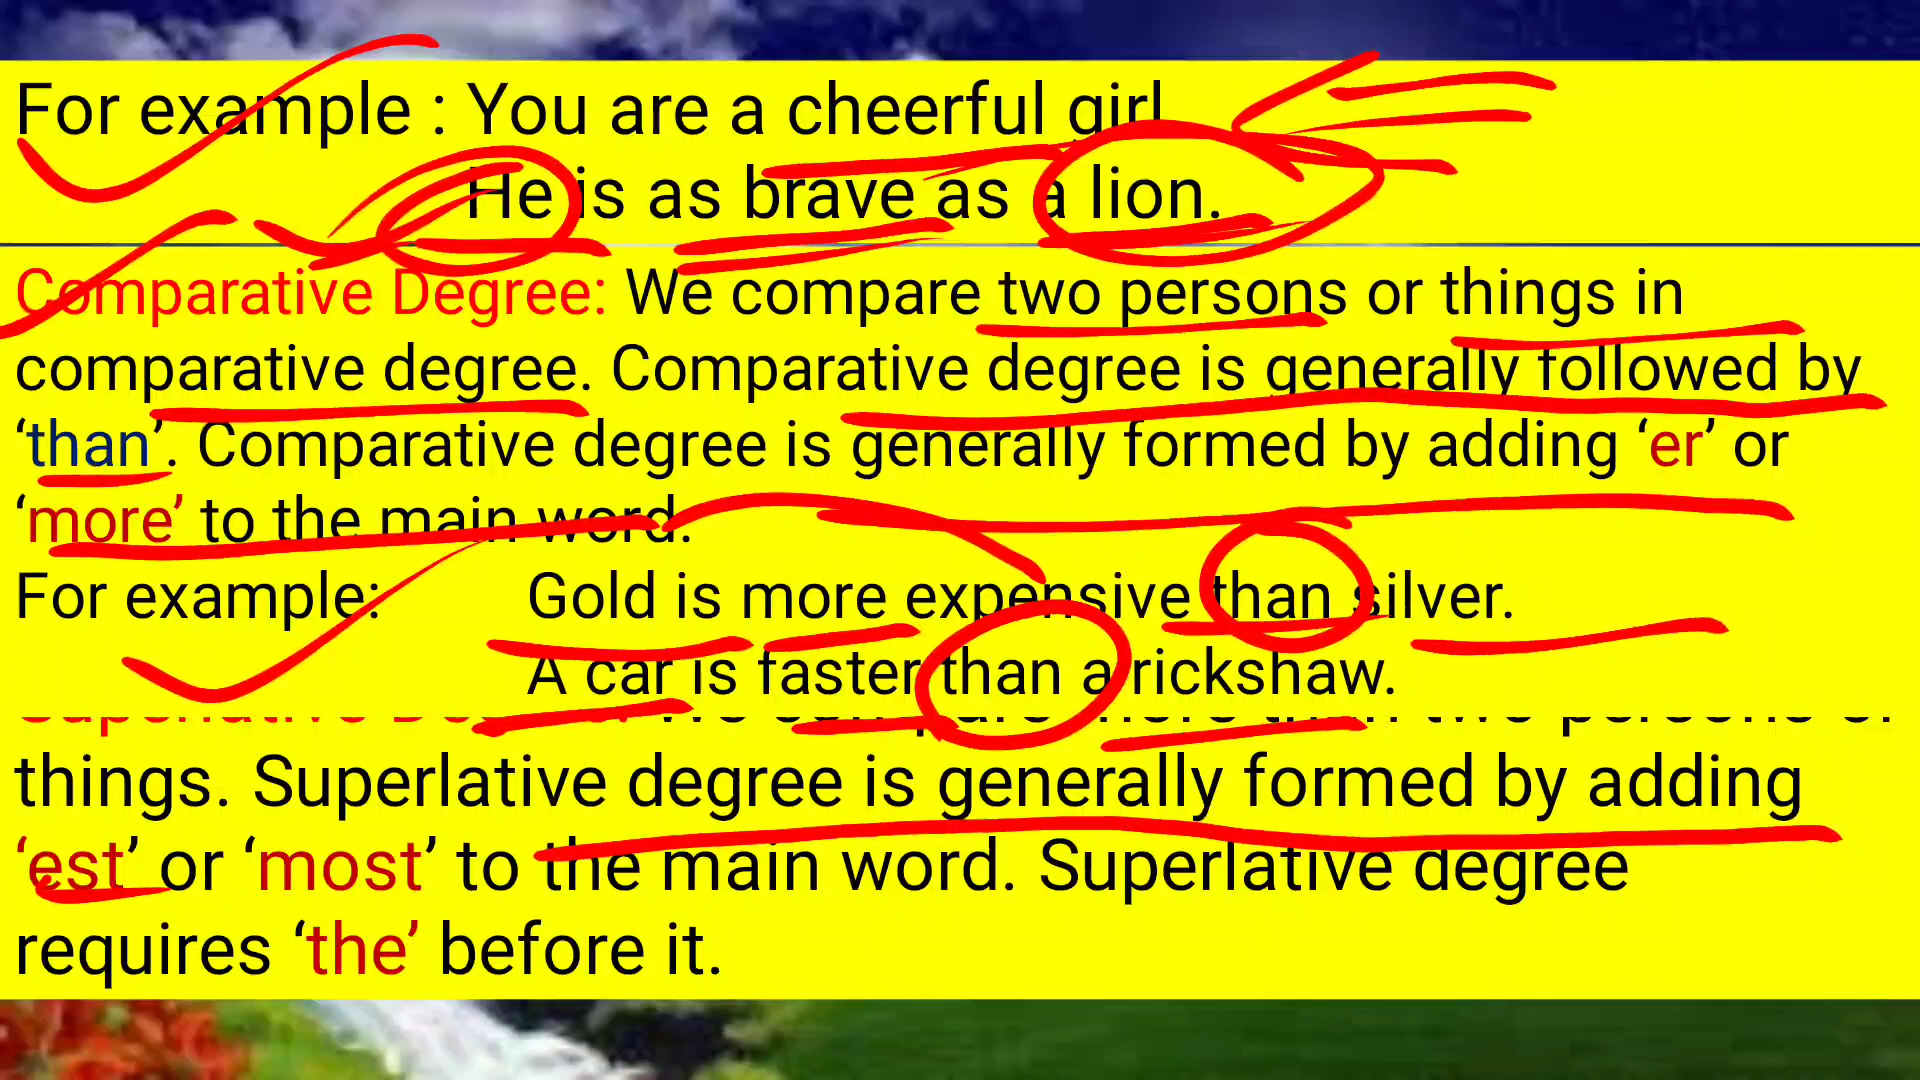 For example : You are a cheerful girl
He is as brave as a lion.
Comparative Degree: We compare two persons or things in
comparative degree. Comparative degree is generally followed by
‘than’. Comparative degree is generally formed by adding ‘er’ or
‘more’ to the main word.
For example: Gold is more expensive than silver.
A car is faster than a rickshaw.
things. Superlative degree is generally formed by adding
‘est’ or ‘most’ to the main word. Superlative degree
requires ‘the’ before it.